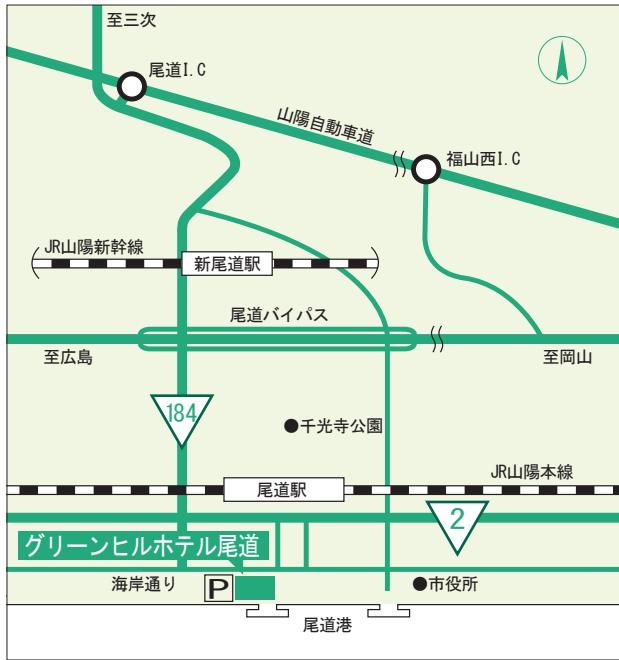 至三次
尾道I.C
山陽自動車道
福山西I.C
JR山陽新幹線
新尾道駅
尾道バイパス
至広島
至岡山
184
●千光寺公園
JR山陽本線
尾道駅
2
グリーンヒルホテル尾道
海岸通り
P
●市役所
尾道港